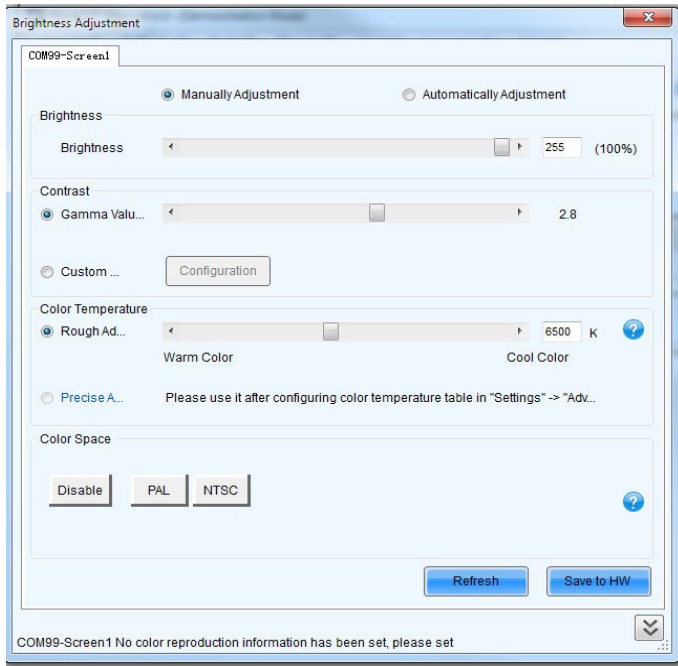 Brightness Adjustment
COM99-Screen1
Manually Adjustment Automatically Adjustment
Brightness
Brightness 255 (100%)
Contrast
Gamma Valu... 2.8
Custom ... Configuration
Color Temperature
Rough Ad... 6500 K
Warm Color Cool Color
Precise A... Please use it after configuring color temperature table in "Settings" -> "Adv...
Color Space
Disable PAL NTSC
Refresh Save to HW
COM99-Screen1 No color reproduction information has been set, please set